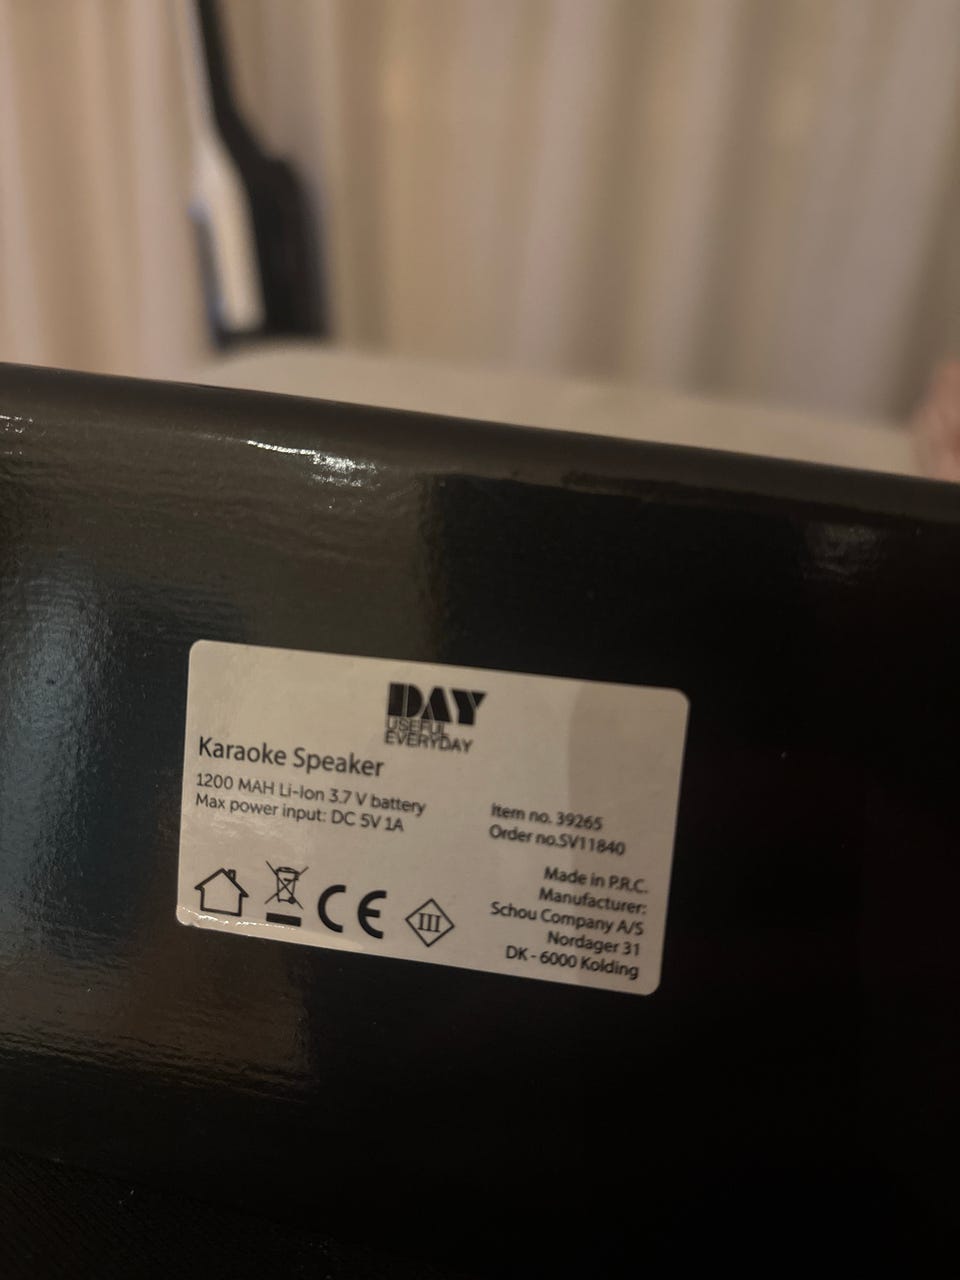 DAY
USEFUL
EVERYDAY
Karaoke Speaker
1200 MAH Li-Ion 3.7 V battery
Max power input: DC 5V 1A
Item no. 39265
Order no.SV11840
Made in P.R.C.
Manufacturer:
Schou Company A/S
Nordager 31
DK - 6000 Kolding
CE
III